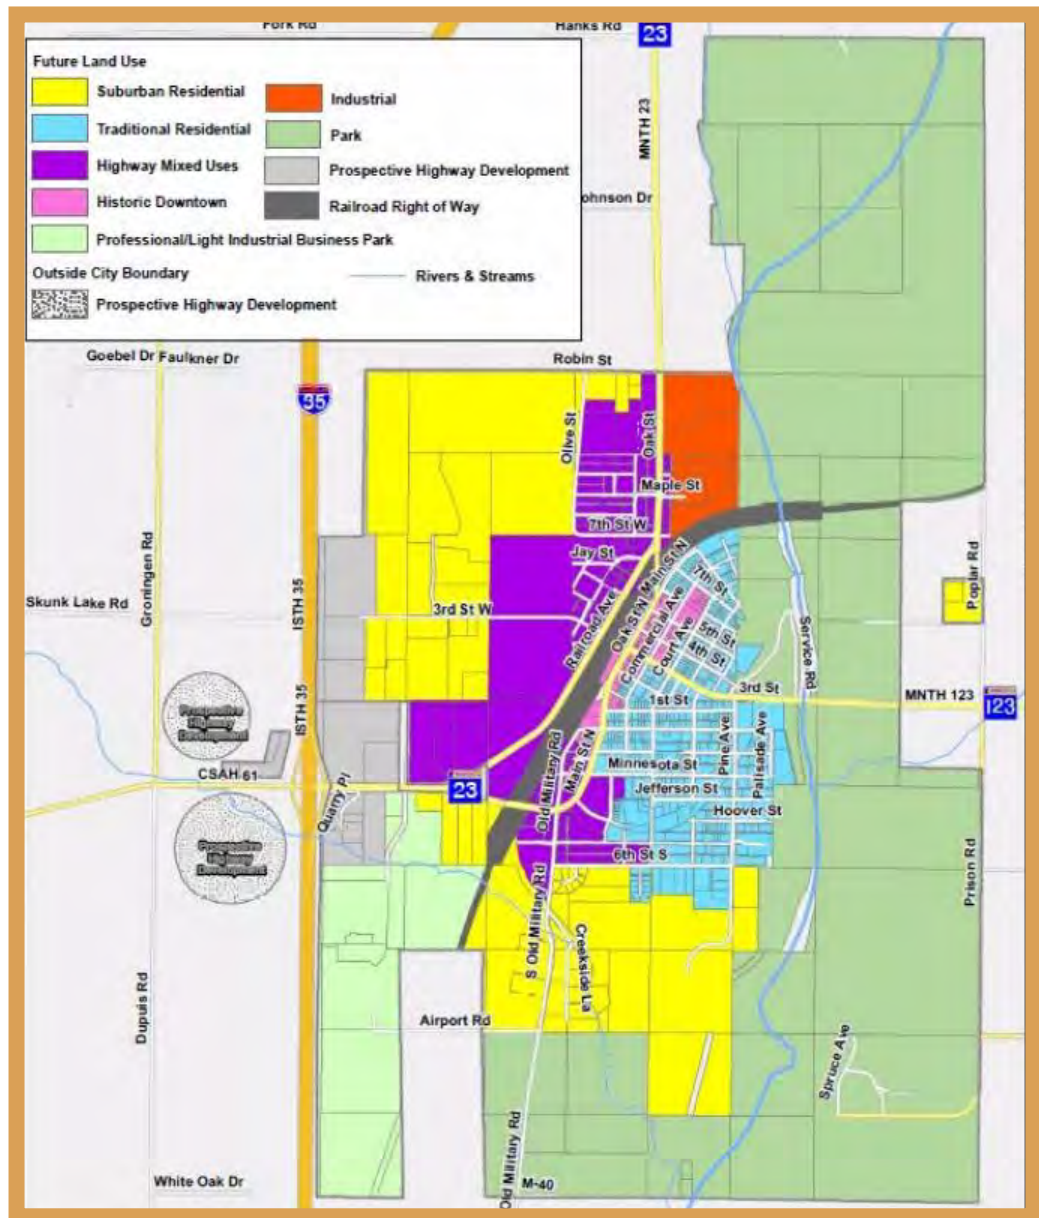 Fork Rd
Hanks Rd
23
MNTH 23
Future Land Use
Suburban Residential
Industrial
Traditional Residential
Park
Highway Mixed Uses
Prospective Highway Development
Historic Downtown
Railroad Right of Way
Professional/Light Industrial Business Park
Outside City Boundary
Rivers & Streams
Prospective Highway Development
ohnson Dr
Goebel Dr
Faulkner Dr
Robin St
35
Olive St
Oak St
Maple St
7th St W
Jay St
Main St N
7th St
Groningen Rd
ISTH 35
Skunk Lake Rd
3rd St W
Railroad Ave
Oak St N
Commercial Ave
Court Ave
5th St
4th St
Service Rd
Poplar Rd
3rd St
MNTH 123
123
1st St
ISTH 35
Prospective
Highway
Development
CSAH 61
Quarry Pl
23
Old Military Rd
Main St N
Minnesota St
Pine Ave
Palisade Ave
Jefferson St
Hoover St
6th St S
Prospective
Highway
Development
Prison Rd
S Old Military Rd
Creekside La
Dupuis Rd
Airport Rd
Spruce Ave
Old Military Rd
White Oak Dr
M-40